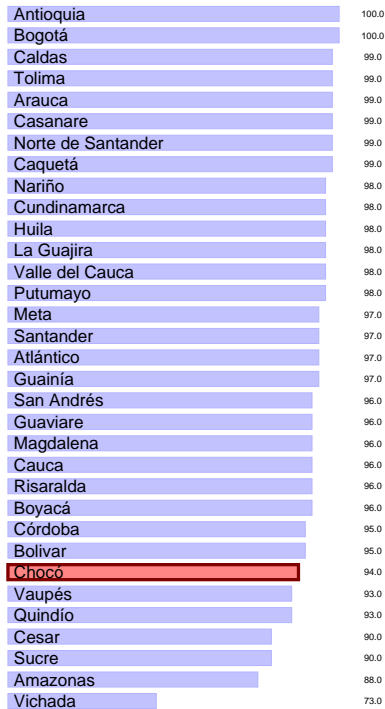 Antioquia 100.0
Bogotá 100.0
Caldas 99.0
Tolima 99.0
Arauca 99.0
Casanare 99.0
Norte de Santander 99.0
Caquetá 99.0
Nariño 98.0
Cundinamarca 98.0
Huila 98.0
La Guajira 98.0
Valle del Cauca 98.0
Putumayo 98.0
Meta 97.0
Santander 97.0
Atlántico 97.0
Guainía 97.0
San Andrés 96.0
Guaviare 96.0
Magdalena 96.0
Cauca 96.0
Risaralda 96.0
Boyacá 96.0
Córdoba 95.0
Bolivar 95.0
Chocó 94.0
Vaupés 93.0
Quindío 93.0
Cesar 90.0
Sucre 90.0
Amazonas 88.0
Vichada 73.0